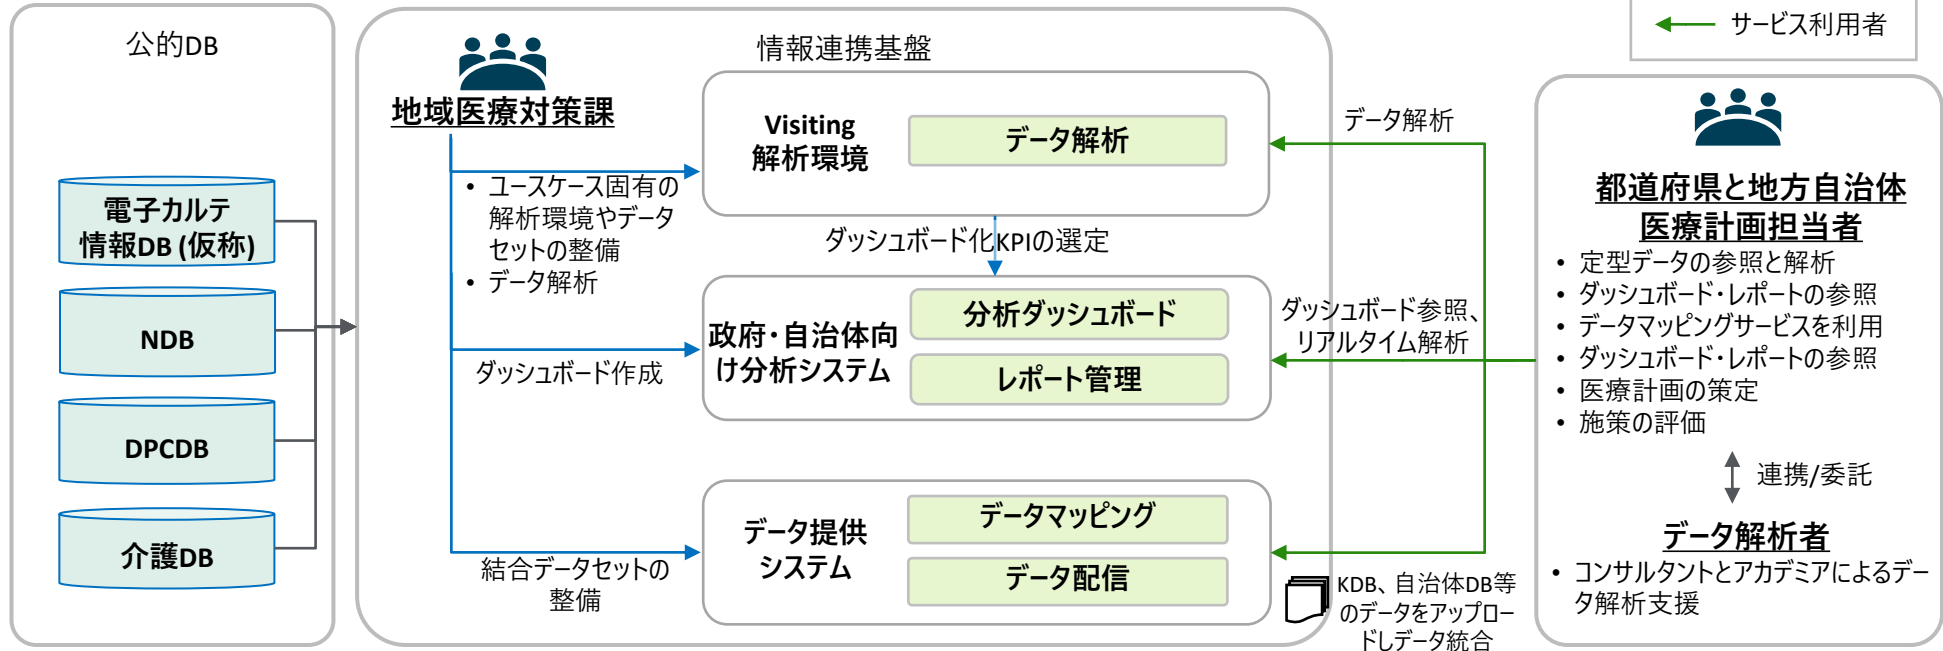 サービス利用者
公的DB
電子カルテ
情報DB (仮称)
NDB
DPCDB
介護DB
情報連携基盤
地域医療対策課
• ユースケース固有の
解析環境やデータ
セットの整備
• データ解析
ダッシュボード作成
結合データセットの
整備
Visiting
解析環境
データ解析
ダッシュボード化KPIの選定
政府・自治体向
け分析システム
分析ダッシュボード
レポート管理
データ提供
システム
データマッピング
データ配信
データ解析
ダッシュボード参照、
リアルタイム解析
KDB、自治体DB等
のデータをアップロー
ドしデータ統合
都道府県と地方自治体
医療計画担当者
• 定型データの参照と解析
• ダッシュボード・レポートの参照
• データマッピングサービスを利用
• ダッシュボード・レポートの参照
• 医療計画の策定
• 施策の評価
連携/委託
データ解析者
• コンサルタントとアカデミアによるデー
タ解析支援